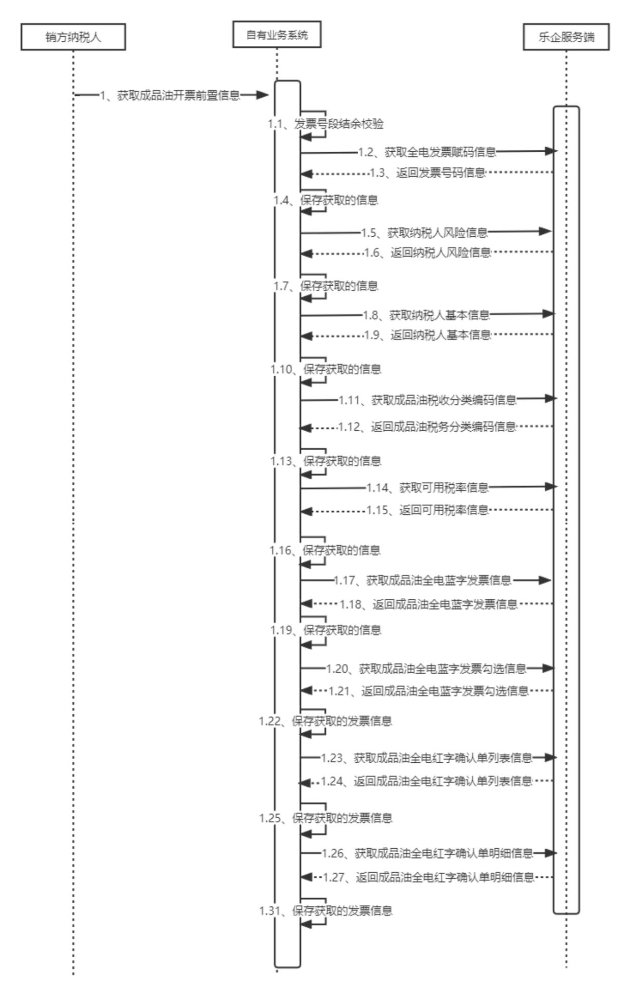 销方纳税人
自有业务系统
乐企服务端
1、获取成品油开票前置信息
1.1、发票号段结余校验
1.2、获取全电发票赋码信息
1.3、返回发票号码信息
1.4、保存获取的信息
1.5、获取纳税人风险信息
1.6、返回纳税人风险信息
1.7、保存获取的信息
1.8、获取纳税人基本信息
1.9、返回纳税人基本信息
1.10、保存获取的信息
1.11、获取成品油税收分类编码信息
1.12、返回成品油税务分类编码信息
1.13、保存获取的信息
1.14、获取可用税率信息
1.15、返回可用税率信息
1.16、保存获取的信息
1.17、获取成品油全电蓝字发票信息
1.18、返回成品油全电蓝字发票信息
1.19、保存获取的信息
1.20、获取成品油全电蓝字发票勾选信息
1.21、返回成品油全电蓝字发票勾选信息
1.22、保存获取的发票信息
1.23、获取成品油全电红字确认单列表信息
1.24、返回成品油全电红字确认单列表信息
1.25、保存获取的发票信息
1.26、获取成品油全电红字确认单明细信息
1.27、返回成品油全电红字确认单明细信息
1.31、保存获取的发票信息